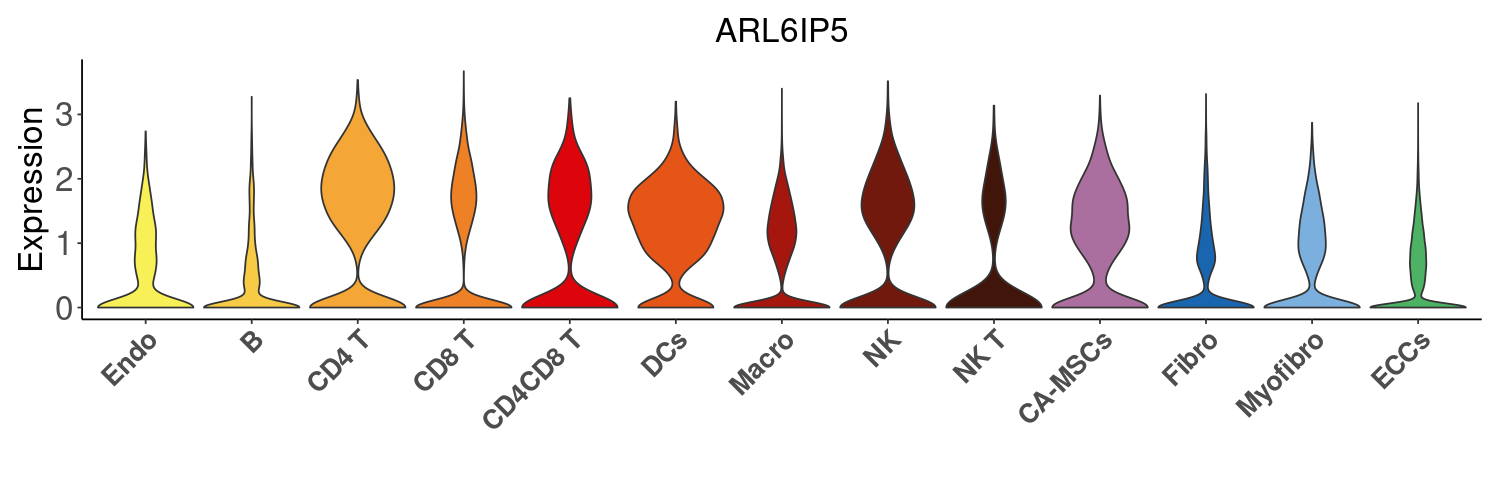 ARL6IP5
Expression
3
2
1
0
Endo
B
CD4 T
CD8 T
CD4CD8 T
DCs
Macro
NK
NK T
CA-MSCs
Fibro
Myofibro
ECCs